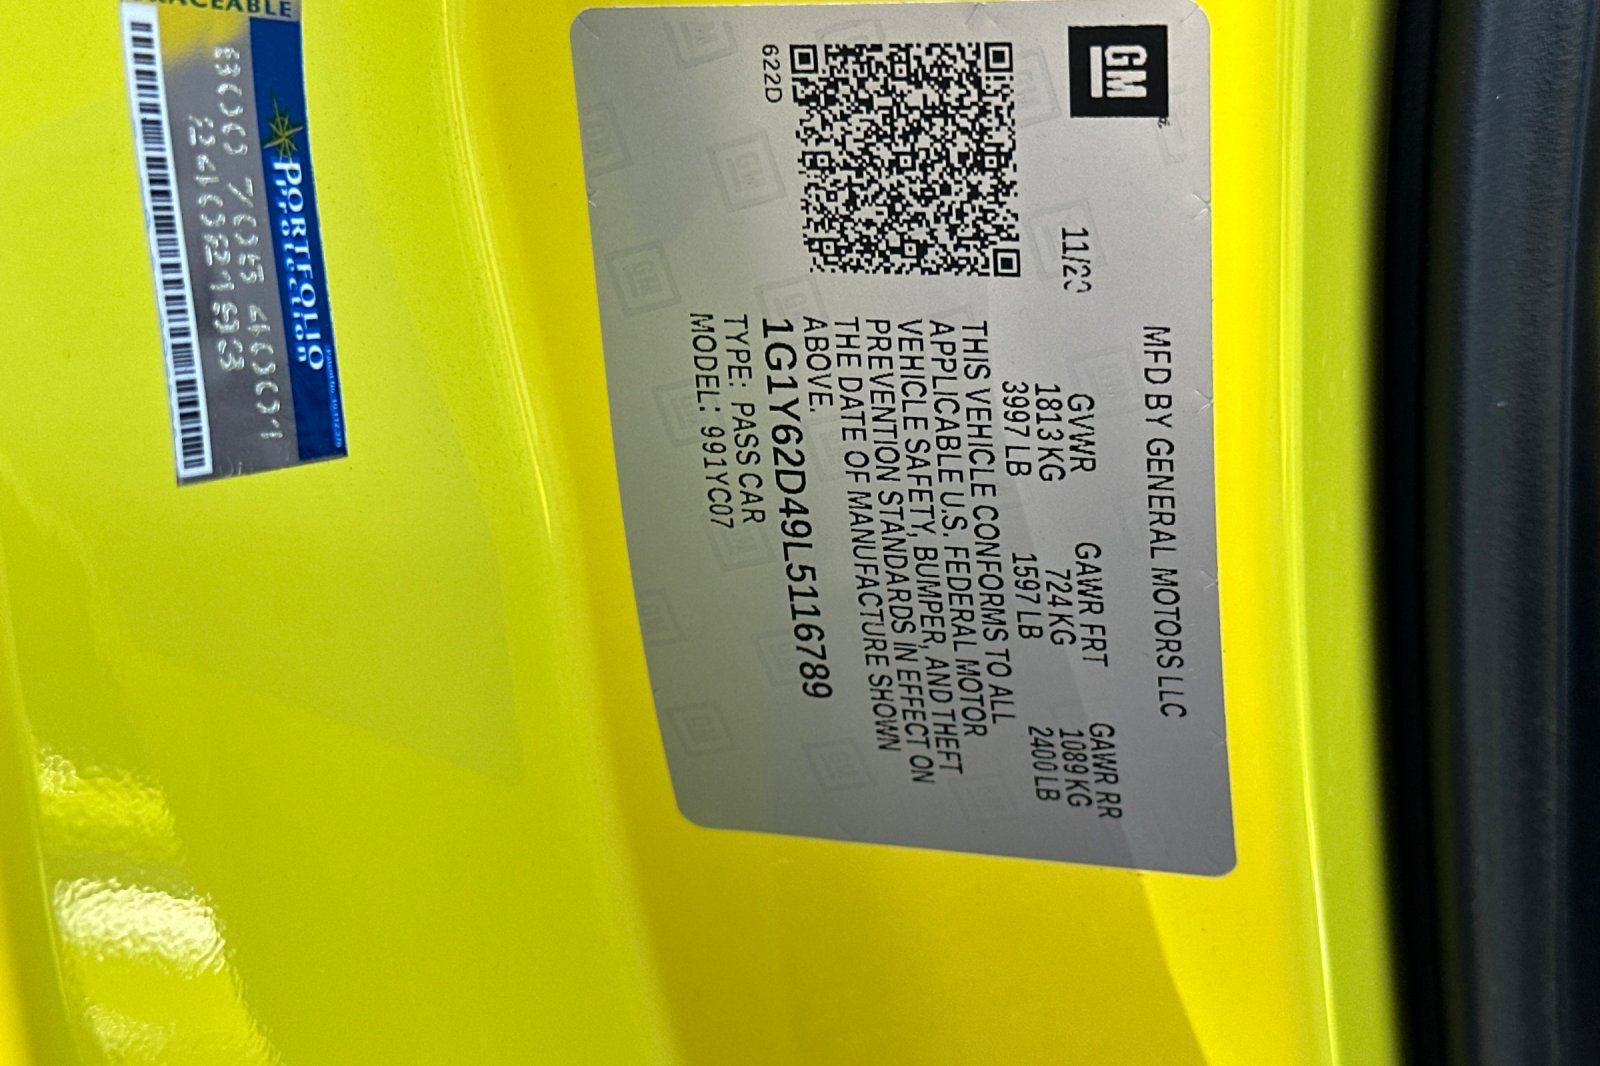 GM
MFD BY GENERAL MOTORS LLC
11/23
GVWR GAWR FRT GAWR RR
1813 KG 724 KG 1089 KG
3997 LB 1597 LB 2400 LB
THIS VEHICLE CONFORMS TO ALL
APPLICABLE U.S. FEDERAL MOTOR
VEHICLE SAFETY, BUMPER, AND THEFT
PREVENTION STANDARDS IN EFFECT ON
THE DATE OF MANUFACTURE SHOWN
ABOVE.
1G1Y62D49L5116789
TYPE: PASS CAR
MODEL: 991YC07
622D
PORTFOLIO
Protection